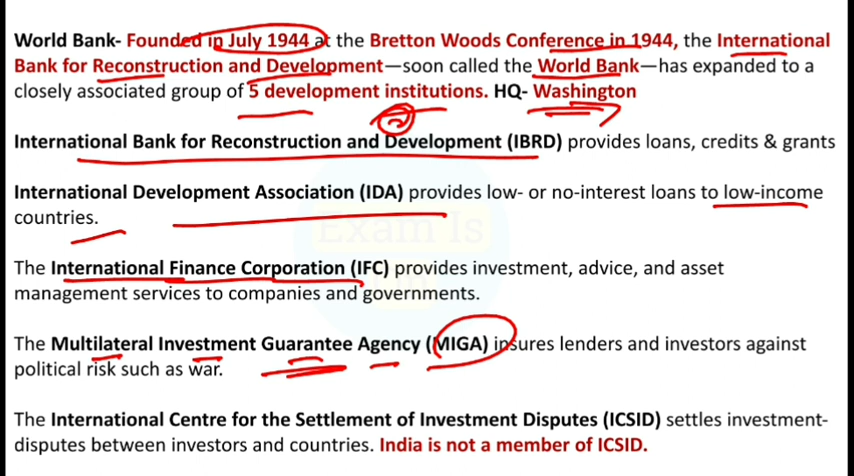 World Bank- Founded in July 1944 at the Bretton Woods Conference in 1944, the International
Bank for Reconstruction and Development—soon called the World Bank—has expanded to a
closely associated group of 5 development institutions. HQ- Washington
International Bank for Reconstruction and Development (IBRD) provides loans, credits & grants
International Development Association (IDA) provides low- or no-interest loans to low-income
countries.
Exam Is
The International Finance Corporation (IFC) provides investment, advice, and asset
management services to companies and governments.
The Multilateral Investment Guarantee Agency (MIGA) insures lenders and investors against
political risk such as war.
The International Centre for the Settlement of Investment Disputes (ICSID) settles investment-
disputes between investors and countries. India is not a member of ICSID.